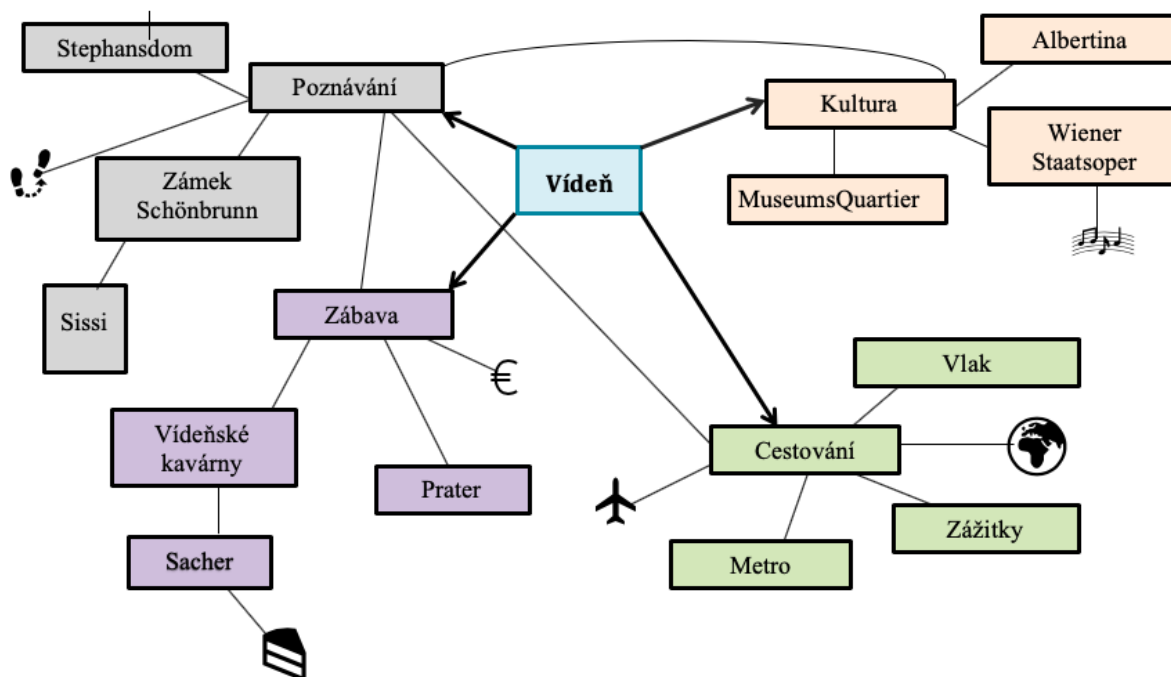 Stephansdom
Poznávání
Albertina
Kultura
Wiener
Staatsoper
Vídeň
Zámek
Schönbrunn
MuseumsQuartier
Sissi
Zábava
€
Vlak
Vídeňské
kavárny
Cestování
Prater
Zážitky
Sacher
Metro